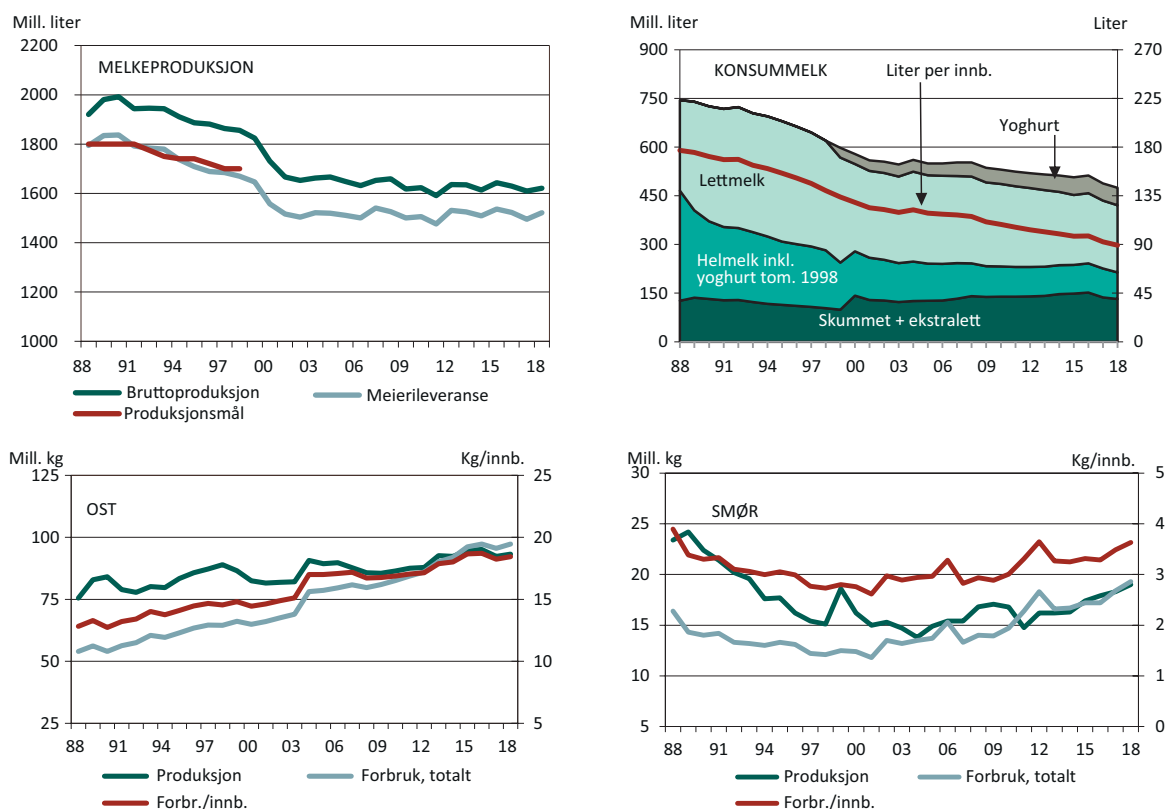 Mill. liter
2200
2000
1800
1600
1400
1200
1000
MELKEPRODUKSJON
88 91 94 97 00 03 06 09 12 15 18
Bruttoproduksjon
Meierileveranse
Produksjonsmål
Mill. liter
Liter
900
750
600
450
300
150
0
270
225
180
135
90
45
0
KONSUMMELK
Liter per innb.
Yoghurt
Lettmelk
Helmelk inkl.
yoghurt tom. 1998
Skummet + ekstralett
88 91 94 97 00 03 06 09 12 15 18
Mill. kg
Kg/innb.
125
100
75
50
25
25
20
15
10
5
OST
88 91 94 97 00 03 06 09 12 15 18
Produksjon
Forbruk, totalt
Forbr./innb.
Mill. kg
Kg/innb.
30
25
20
15
10
5
5
4
3
2
1
0
SMØR
88 91 94 97 00 03 06 09 12 15 18
Produksjon
Forbruk, totalt
Forbr./innb.